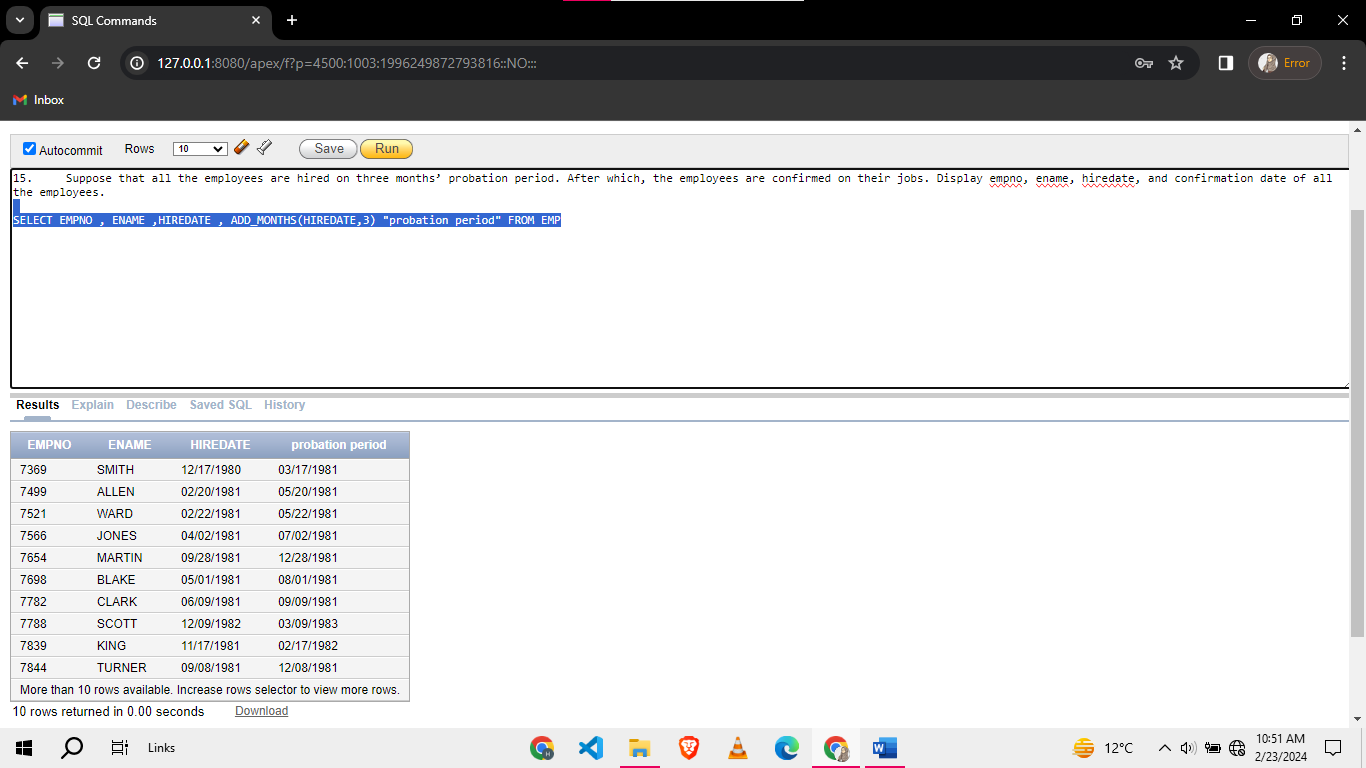 SQL Commands
127.0.0.1:8080/apex/f?p=4500:1003:1996249872793816::NO:::
Error
Inbox
Autocommit Rows 10 Save Run
15. Suppose that all the employees are hired on three months’ probation period. After which, the employees are confirmed on their jobs. Display empno, ename, hiredate, and confirmation date of all
the employees.
SELECT EMPNO , ENAME ,HIREDATE , ADD_MONTHS(HIREDATE,3) "probation period" FROM EMP
Results Explain Describe Saved SQL History
EMPNO ENAME HIREDATE probation period
7369 SMITH 12/17/1980 03/17/1981
7499 ALLEN 02/20/1981 05/20/1981
7521 WARD 02/22/1981 05/22/1981
7566 JONES 04/02/1981 07/02/1981
7654 MARTIN 09/28/1981 12/28/1981
7698 BLAKE 05/01/1981 08/01/1981
7782 CLARK 06/09/1981 09/09/1981
7788 SCOTT 12/09/1982 03/09/1983
7839 KING 11/17/1981 02/17/1982
7844 TURNER 09/08/1981 12/08/1981
More than 10 rows available. Increase rows selector to view more rows.
10 rows returned in 0.00 seconds Download
Links 12°C 10:51 AM
2/23/2024